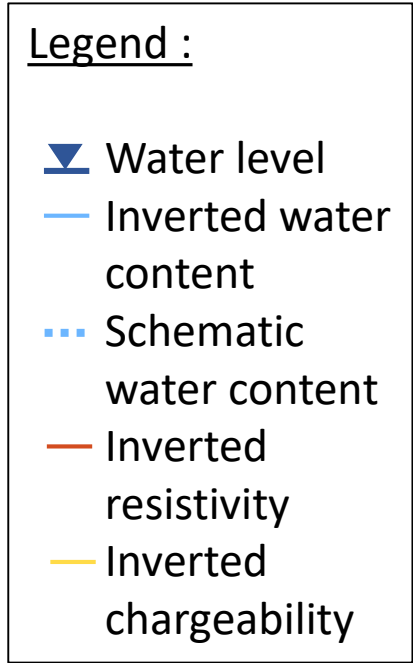 Legend :
Water level
Inverted water
content
Schematic
water content
Inverted
resistivity
Inverted
chargeability